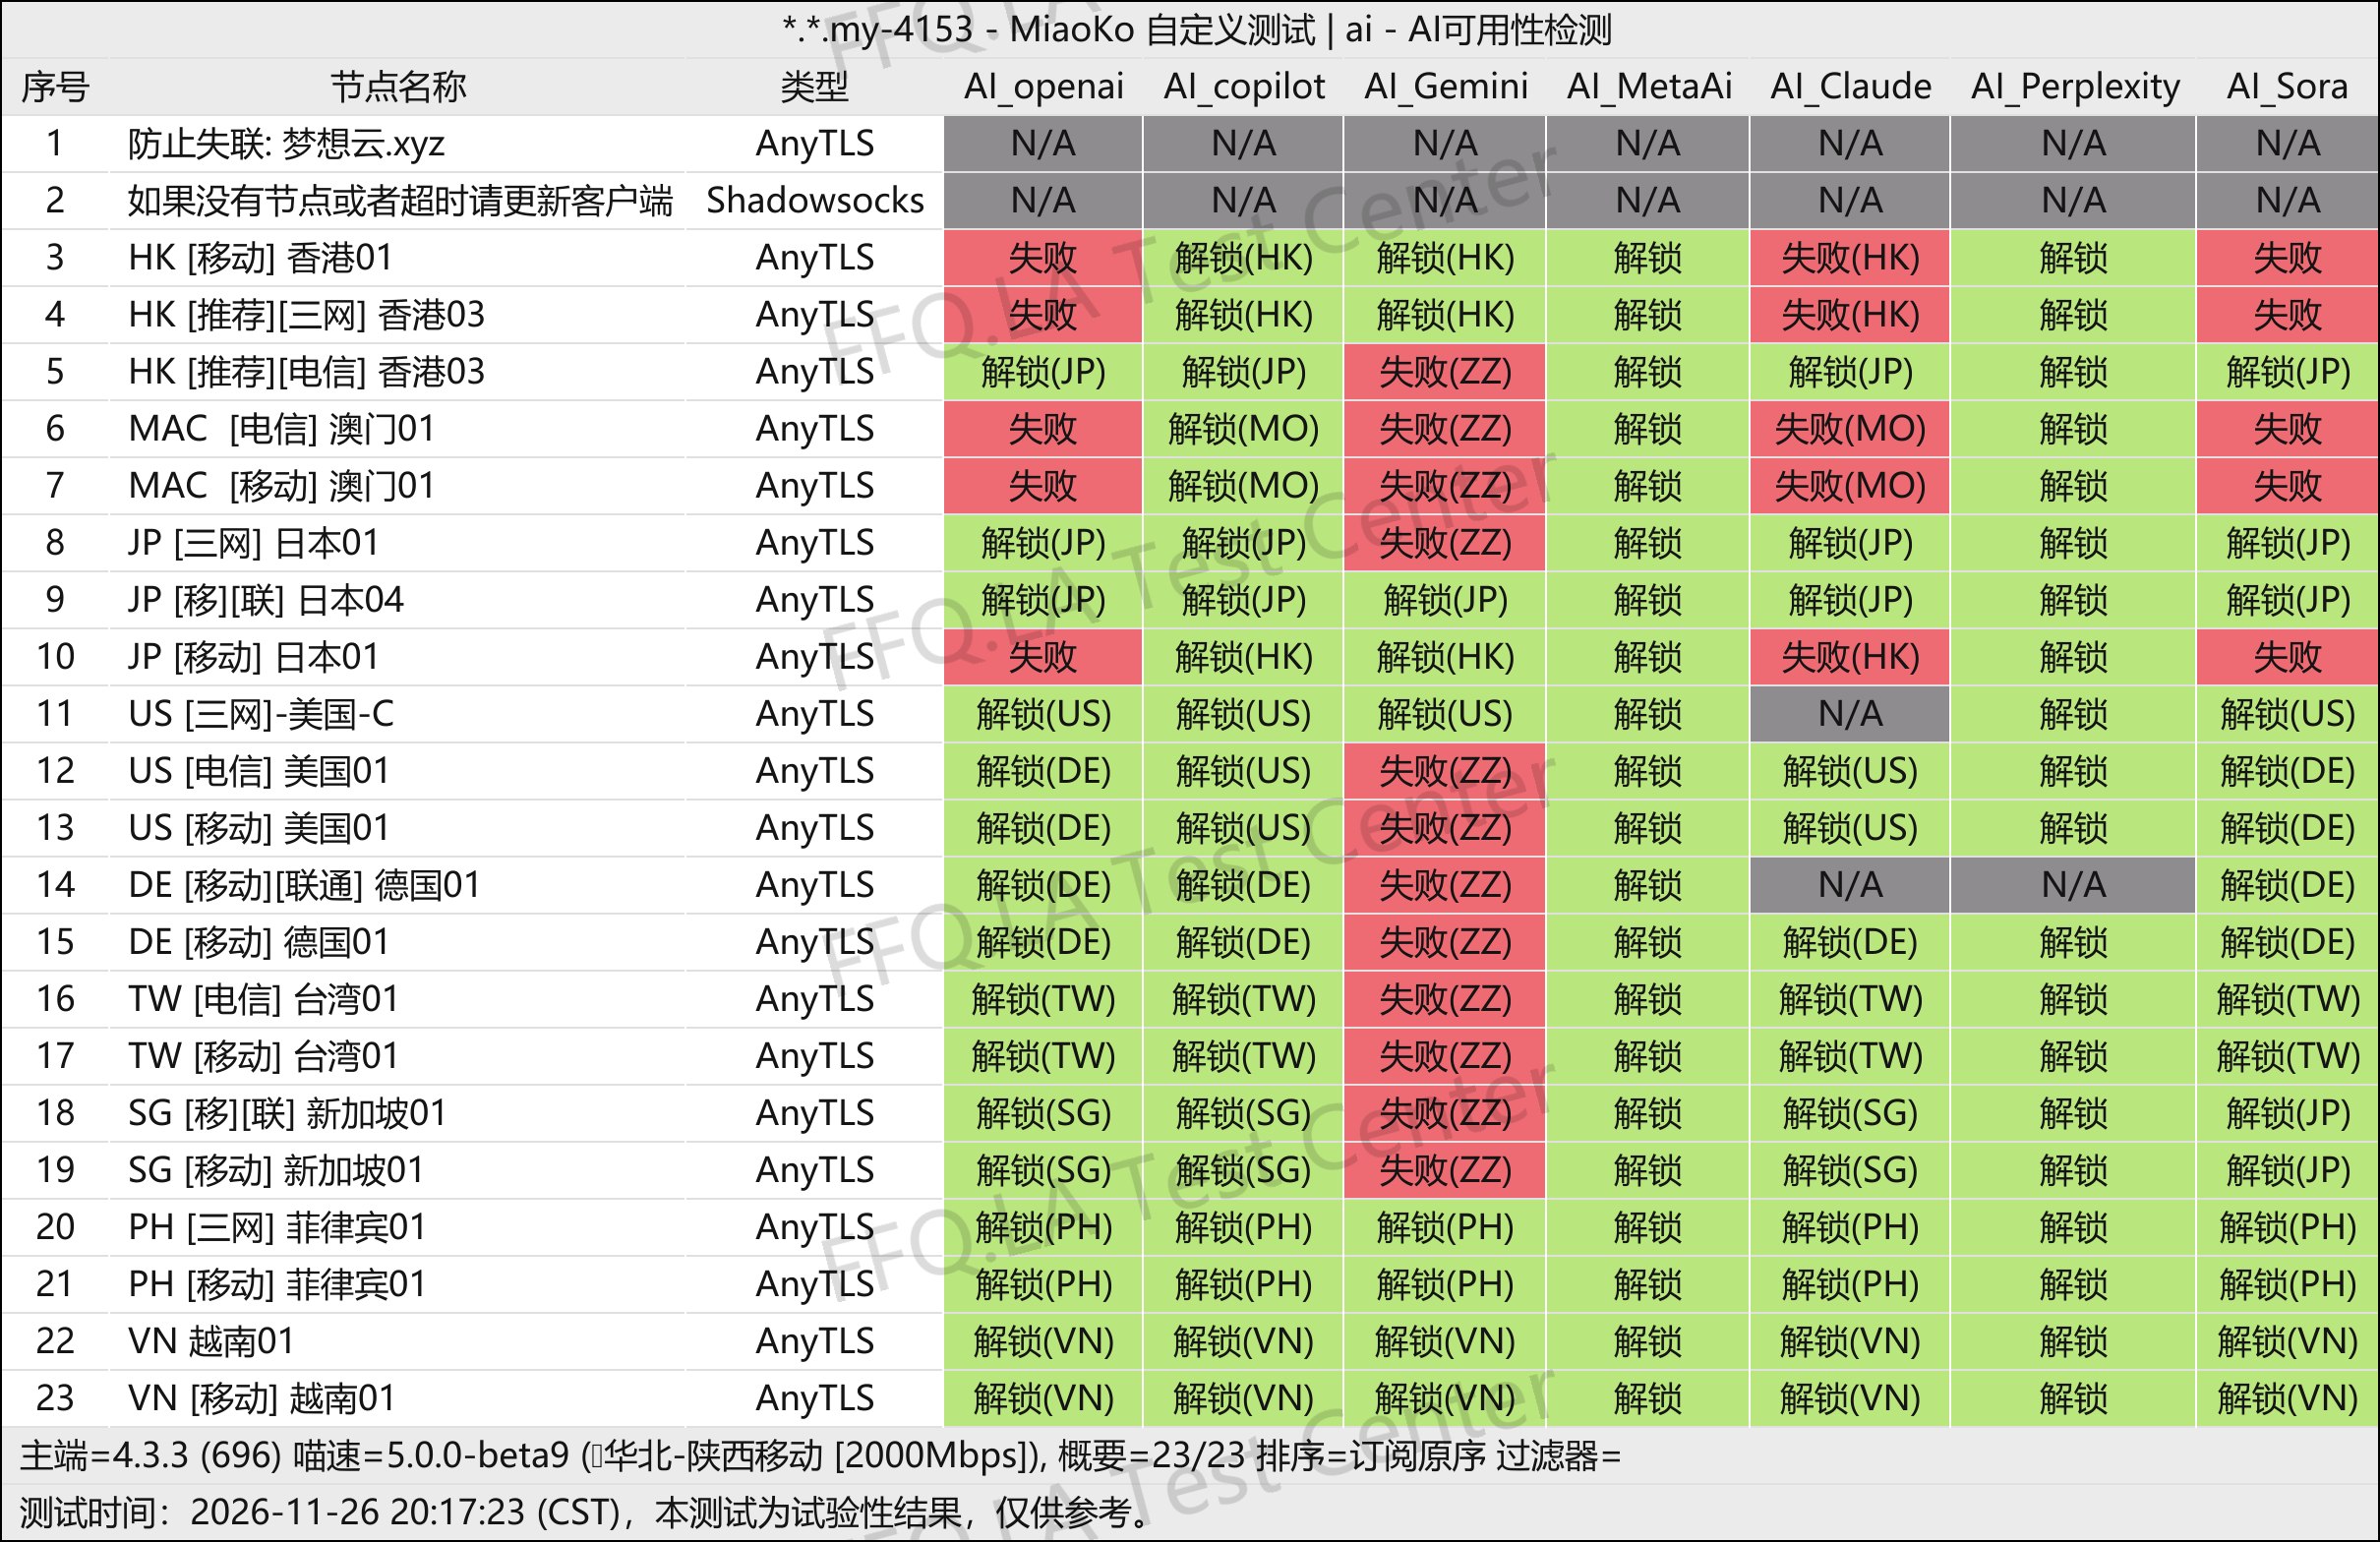 *.*.my-4153 - MiaoKo 自定义测试 | ai - AI可用性检测
序号 节点名称 类型 AI_openai AI_copilot AI_Gemini AI_MetaAi AI_Claude AI_Perplexity AI_Sora
1 防止失联: 梦想云.xyz AnyTLS N/A N/A N/A N/A N/A N/A N/A
2 如果没有节点或者超时请更新客户端 Shadowsocks N/A N/A N/A N/A N/A N/A N/A
3 HK [移动] 香港01 AnyTLS 失败 解锁(HK) 解锁(HK) 解锁 失败(HK) 解锁 失败
4 HK [推荐][三网] 香港03 AnyTLS 失败 解锁(HK) 解锁(HK) 解锁 失败(HK) 解锁 失败
5 HK [推荐][电信] 香港03 AnyTLS 解锁(JP) 解锁(JP) 失败(ZZ) 解锁 解锁(JP) 解锁 解锁(JP)
6 MAC  [电信] 澳门01 AnyTLS 失败 解锁(MO) 失败(ZZ) 解锁 失败(MO) 解锁 失败
7 MAC  [移动] 澳门01 AnyTLS 失败 解锁(MO) 失败(ZZ) 解锁 失败(MO) 解锁 失败
8 JP [三网] 日本01 AnyTLS 解锁(JP) 解锁(JP) 失败(ZZ) 解锁 解锁(JP) 解锁 解锁(JP)
9 JP [移][联] 日本04 AnyTLS 解锁(JP) 解锁(JP) 解锁(JP) 解锁 解锁(JP) 解锁 解锁(JP)
10 JP [移动] 日本01 AnyTLS 失败 解锁(HK) 解锁(HK) 解锁 失败(HK) 解锁 失败
11 US [三网]-美国-C AnyTLS 解锁(US) 解锁(US) 解锁(US) 解锁 N/A 解锁 解锁(US)
12 US [电信] 美国01 AnyTLS 解锁(DE) 解锁(US) 失败(ZZ) 解锁 解锁(US) 解锁 解锁(DE)
13 US [移动] 美国01 AnyTLS 解锁(DE) 解锁(US) 失败(ZZ) 解锁 解锁(US) 解锁 解锁(DE)
14 DE [移动][联通] 德国01 AnyTLS 解锁(DE) 解锁(DE) 失败(ZZ) 解锁 N/A N/A 解锁(DE)
15 DE [移动] 德国01 AnyTLS 解锁(DE) 解锁(DE) 失败(ZZ) 解锁 解锁(DE) 解锁 解锁(DE)
16 TW [电信] 台湾01 AnyTLS 解锁(TW) 解锁(TW) 失败(ZZ) 解锁 解锁(TW) 解锁 解锁(TW)
17 TW [移动] 台湾01 AnyTLS 解锁(TW) 解锁(TW) 失败(ZZ) 解锁 解锁(TW) 解锁 解锁(TW)
18 SG [移][联] 新加坡01 AnyTLS 解锁(SG) 解锁(SG) 失败(ZZ) 解锁 解锁(SG) 解锁 解锁(JP)
19 SG [移动] 新加坡01 AnyTLS 解锁(SG) 解锁(SG) 失败(ZZ) 解锁 解锁(SG) 解锁 解锁(JP)
20 PH [三网] 菲律宾01 AnyTLS 解锁(PH) 解锁(PH) 解锁(PH) 解锁 解锁(PH) 解锁 解锁(PH)
21 PH [移动] 菲律宾01 AnyTLS 解锁(PH) 解锁(PH) 解锁(PH) 解锁 解锁(PH) 解锁 解锁(PH)
22 VN 越南01 AnyTLS 解锁(VN) 解锁(VN) 解锁(VN) 解锁 解锁(VN) 解锁 解锁(VN)
23 VN [移动] 越南01 AnyTLS 解锁(VN) 解锁(VN) 解锁(VN) 解锁 解锁(VN) 解锁 解锁(VN)
主端=4.3.3 (696) 喵速=5.0.0-beta9 (华北-陕西移动 [2000Mbps]), 概要=23/23 排序=订阅原序 过滤器=
测试时间：2026-11-26 20:17:23 (CST)，本测试为试验性结果，仅供参考。
FFQ.LA Test Center
FFQ.LA Test Center
FFQ.LA Test Center
FFQ.LA Test Center
FFQ.LA Test Center